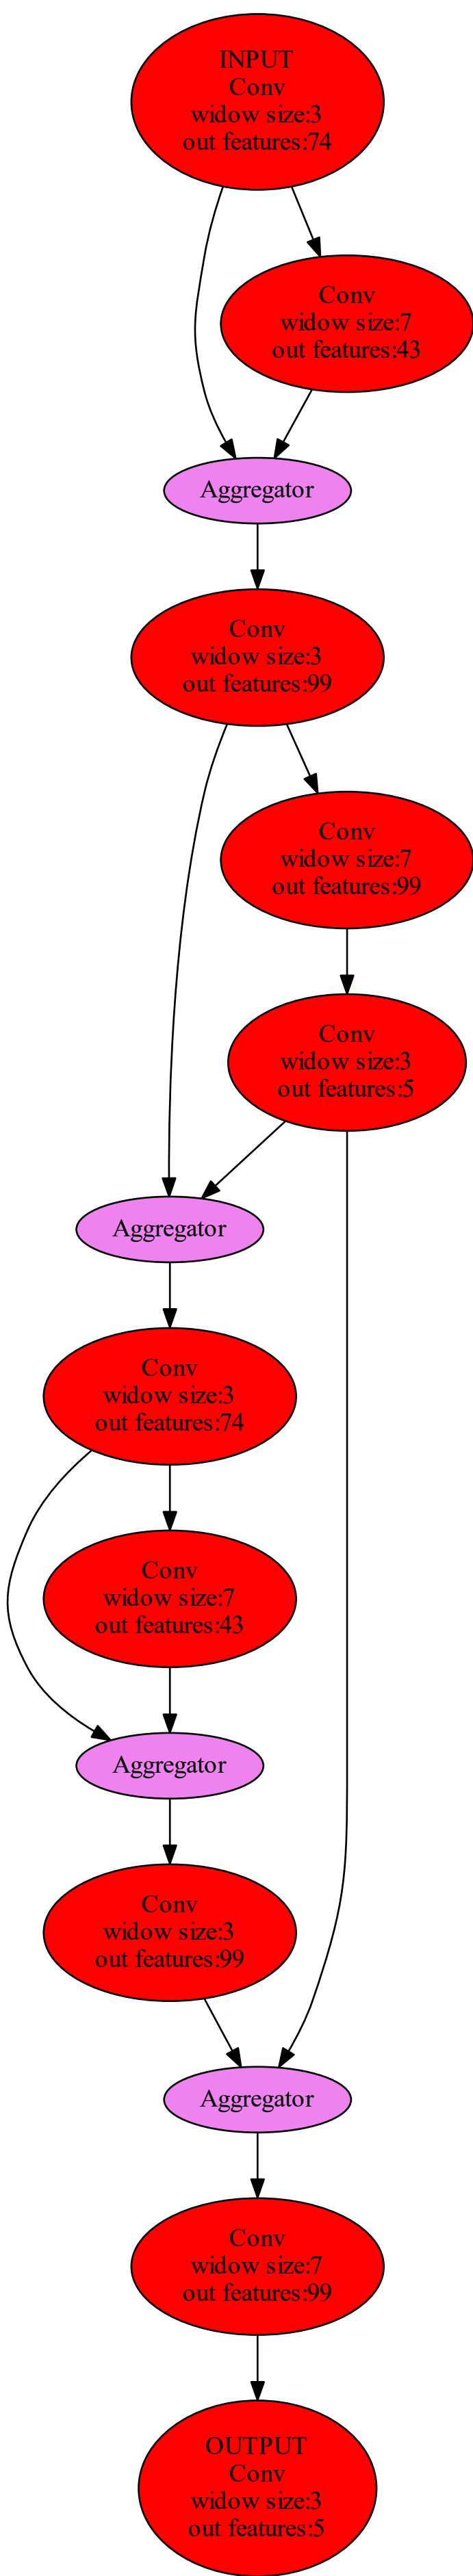 INPUT
Conv
widow size:3
out features:74
Conv
widow size:7
out features:43
Aggregator
Conv
widow size:3
out features:99
Conv
widow size:7
out features:99
Conv
widow size:3
out features:5
Aggregator
Conv
widow size:3
out features:74
Conv
widow size:7
out features:43
Aggregator
Conv
widow size:3
out features:99
Aggregator
Conv
widow size:7
out features:99
OUTPUT
Conv
widow size:3
out features:5